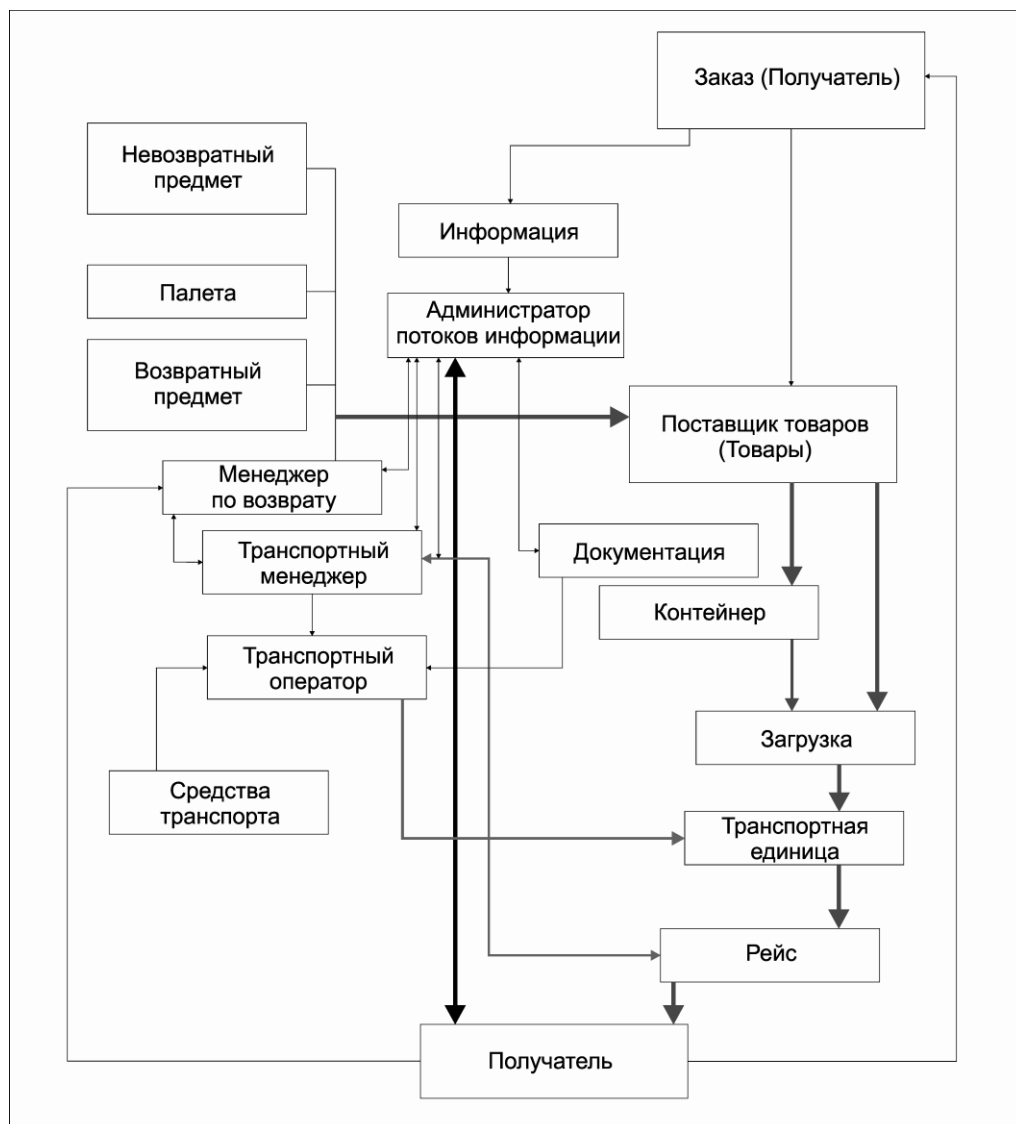 Заказ (Получатель)
Невозвратный
предмет
Информация
Палета
Администратор
потоков информации
Возвратный
предмет
Поставщик товаров
(Товары)
Менеджер
по возврату
Транспортный
менеджер
Документация
Контейнер
Транспортный
оператор
Загрузка
Средства
транспорта
Транспортная
единица
Рейс
Получатель